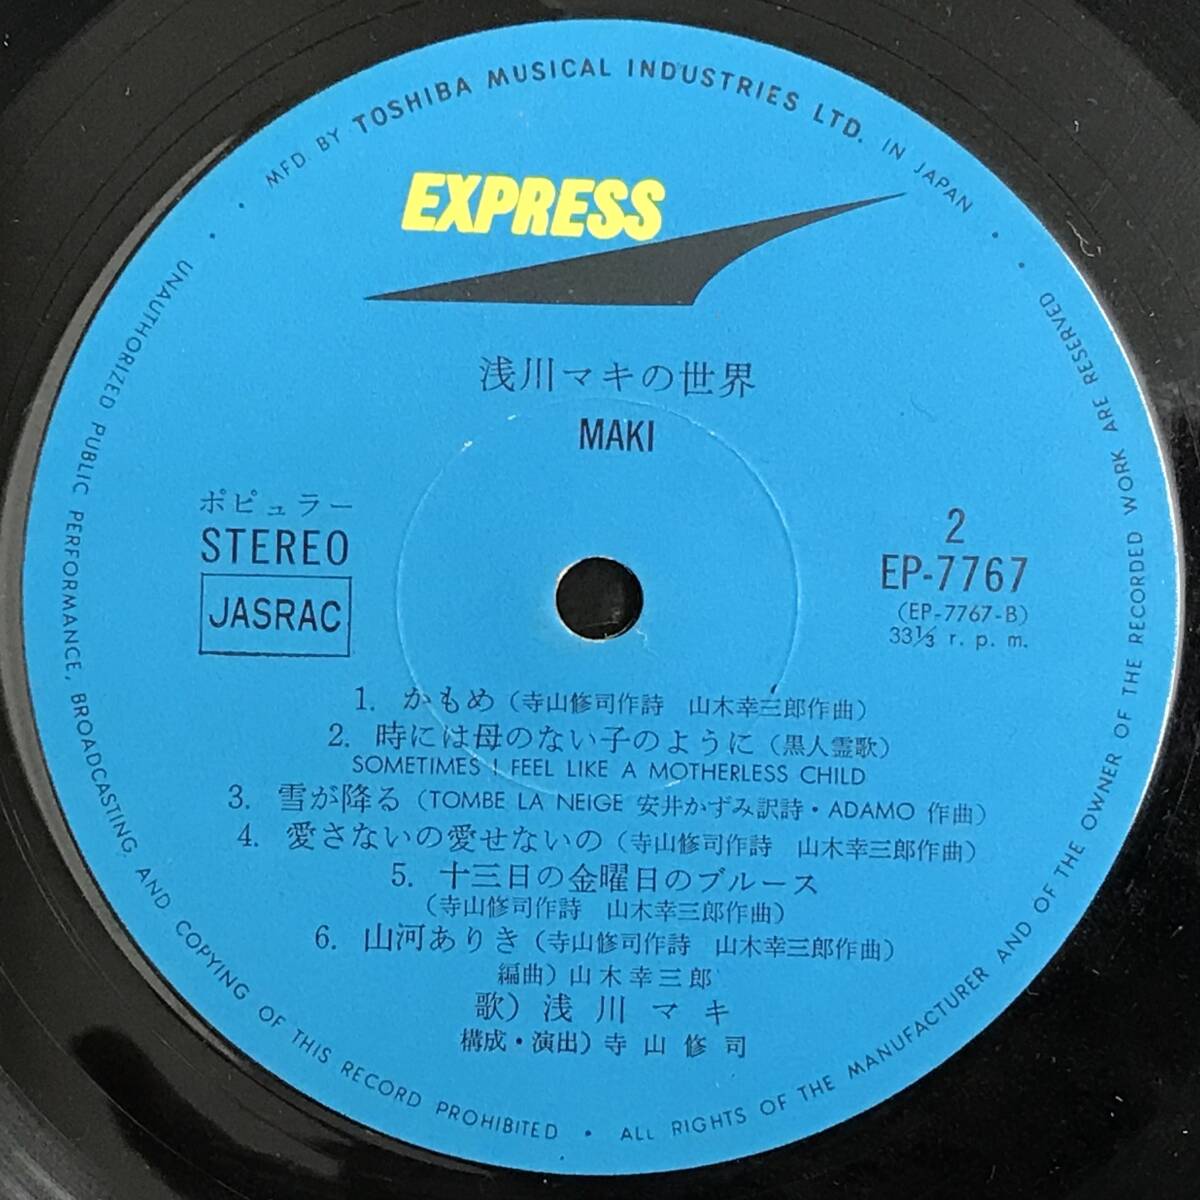 MFD. BY TOSHIBA MUSICAL INDUSTRIES LTD. IN JAPAN
EXPRESS
浅川マキの世界
MAKI
ポピュラー
STEREO
JASRAC
2
EP-7767
(EP-7767-B)
33⅓ r. p. m.
1. かもめ (寺山修司作詩 山木幸三郎作曲)
2. 時には母のない子のように (黒人霊歌)
SOMETIMES I FEEL LIKE A MOTHERLESS CHILD
3. 雪が降る (TOMBE LA NEIGE 安井かずみ訳詩・ADAMO 作曲)
4. 愛さないの愛せないの (寺山修司作詩 山木幸三郎作曲)
5. 十三日の金曜日のブルース
(寺山修司作詩 山木幸三郎作曲)
6. 山河ありき (寺山修司作詩 山木幸三郎作曲)
編曲) 山木幸三郎
歌) 浅川マキ
構成・演出) 寺山修司
UNAUTHORIZED PUBLIC PERFORMANCE, BROADCASTING AND COPYING OF THIS RECORD PROHIBITED • ALL RIGHTS OF THE MANUFACTURER AND OF THE OWNER OF THE RECORDED WORK ARE RESERVED